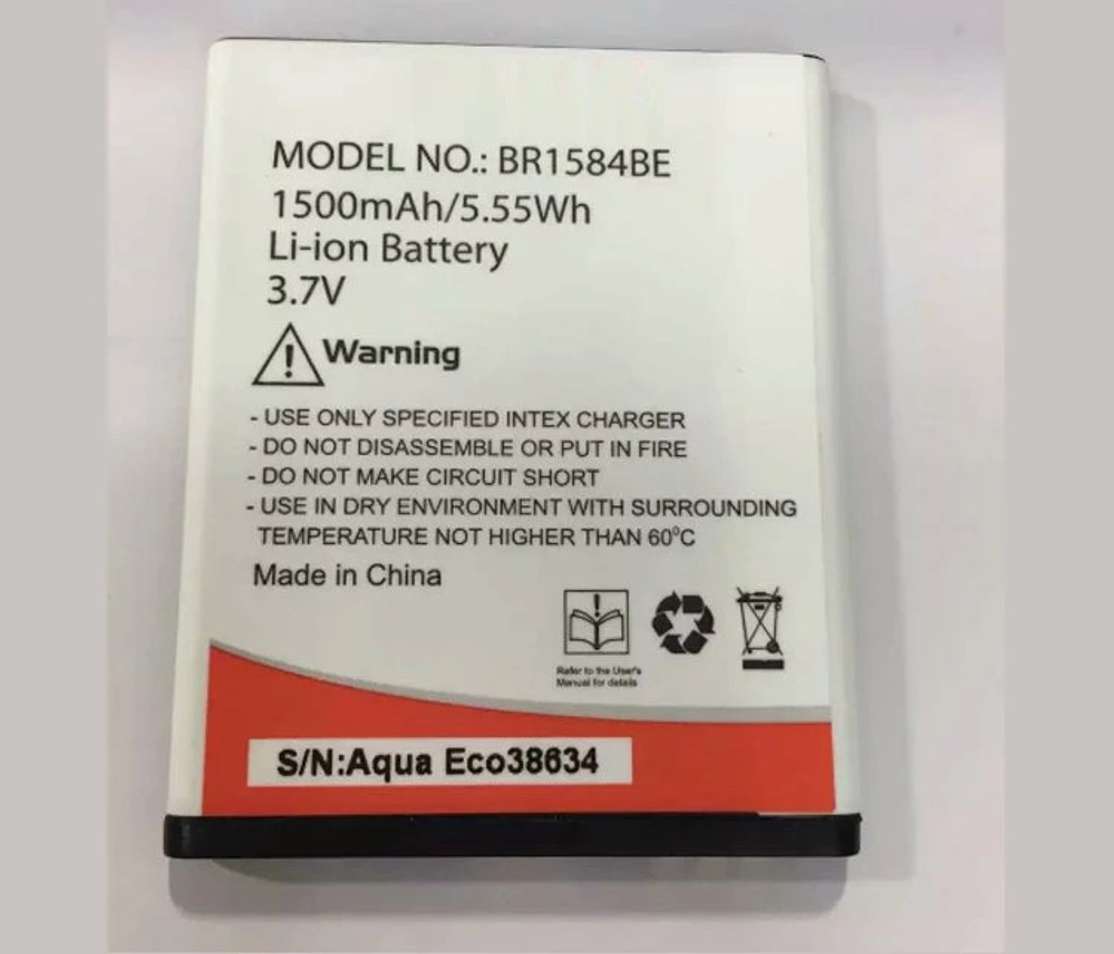 MODEL NO.: BR1584BE
1500mAh/5.55Wh
Li-ion Battery
3.7V
Warning
- USE ONLY SPECIFIED INTEX CHARGER
- DO NOT DISASSEMBLE OR PUT IN FIRE
- DO NOT MAKE CIRCUIT SHORT
- USE IN DRY ENVIRONMENT WITH SURROUNDING
TEMPERATURE NOT HIGHER THAN 60°C
Made in China
Refer to the User's
Manual for details
S/N:Aqua Eco38634